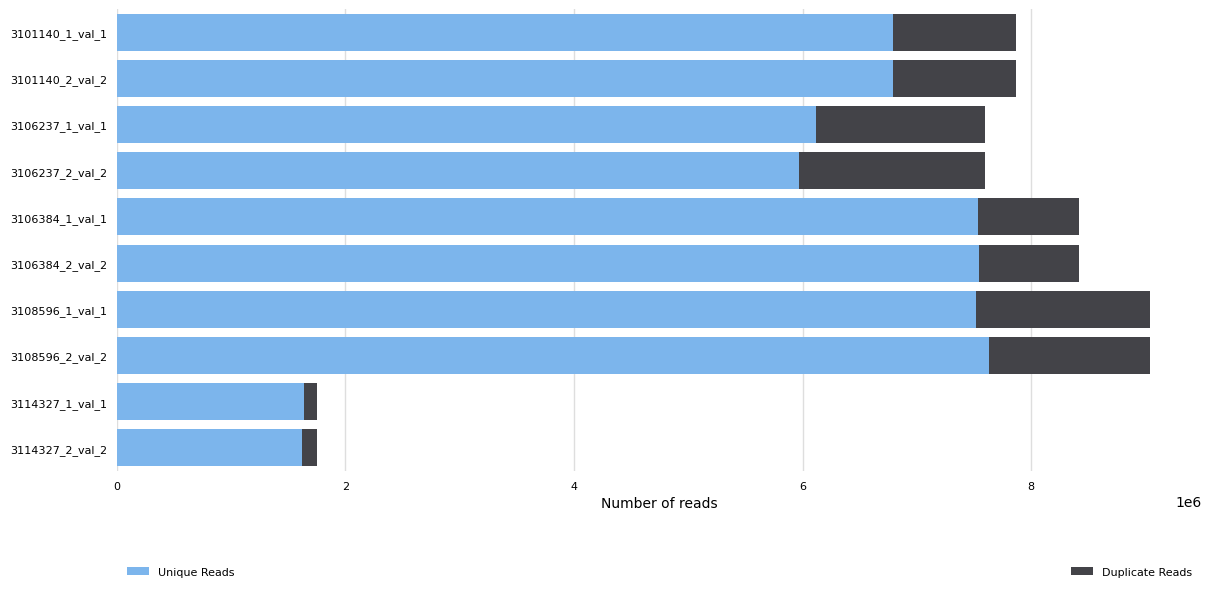 3101140_1_val_1
3101140_2_val_2
3106237_1_val_1
3106237_2_val_2
3106384_1_val_1
3106384_2_val_2
3108596_1_val_1
3108596_2_val_2
3114327_1_val_1
3114327_2_val_2
0 2 4 6 8
Number of reads
1e6
Unique Reads Duplicate Reads